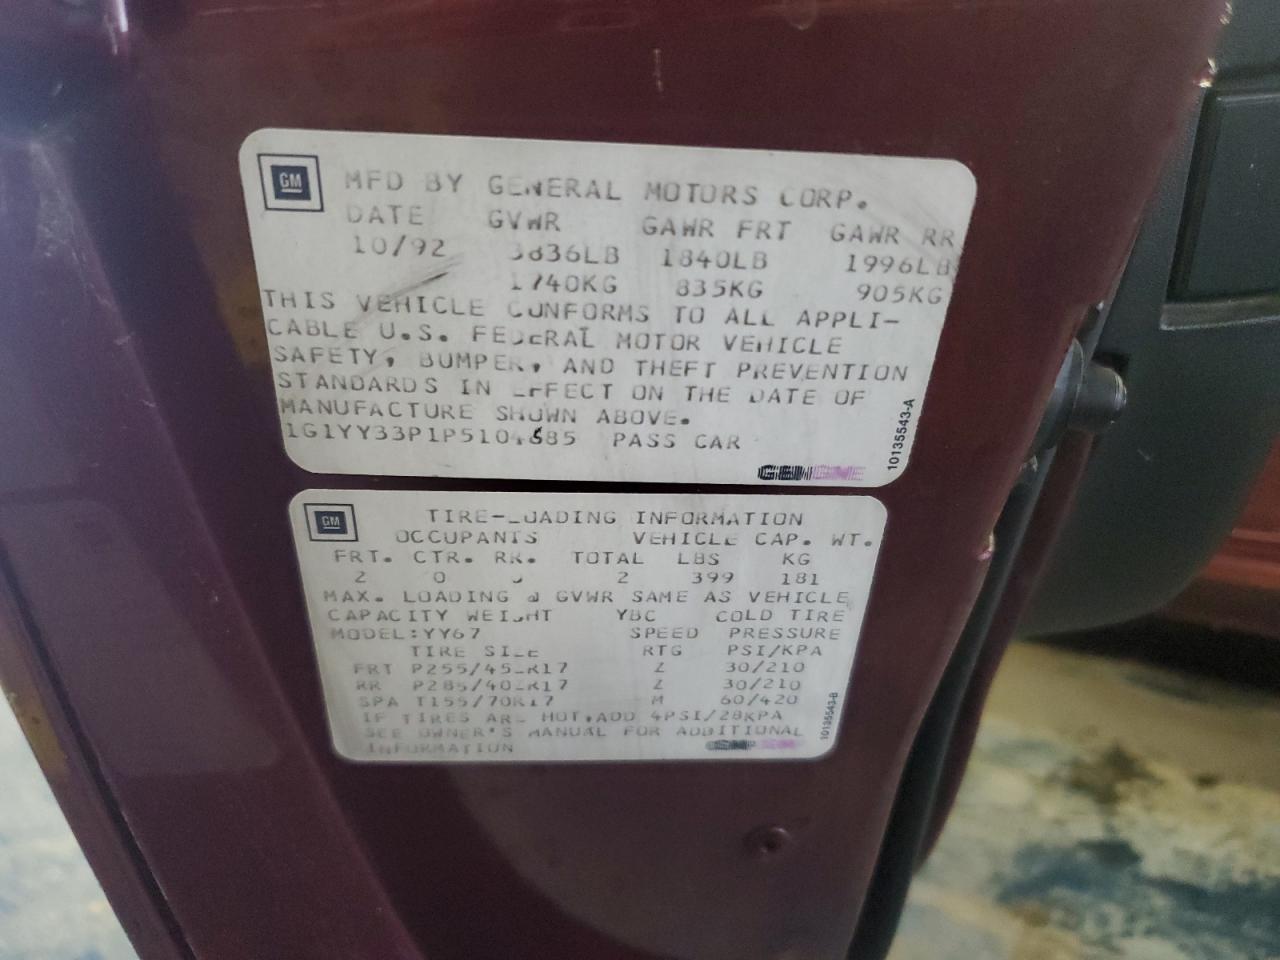 GM
MFD BY GENERAL MOTORS CORP.
DATE GVWR GAWR FRT GAWR RR
10/92 3836LB 1840LB 1996LB
1740KG 835KG 905KG
THIS VEHICLE CONFORMS TO ALL APPLI-
CABLE U.S. FEDERAL MOTOR VEHICLE
SAFETY, BUMPER, AND THEFT PREVENTION
STANDARDS IN EFFECT ON THE DATE OF
MANUFACTURE SHOWN ABOVE.
PASS CAR
10135543-A
GM
TIRE-LOADING INFORMATION
OCCUPANTS VEHICLE CAP. WT.
FRT. CTR. RR. TOTAL LBS KG
2 0 2 399 181
MAX. LOADING @ GVWR SAME AS VEHICLE
CAPACITY WEIGHT YBC COLD TIRE
MODEL:YY67 SPEED PRESSURE
TIRE SIZE RTG PSI/KPA
FRT P255/45ZR17 Z 30/210
RR P285/40ZR17 Z 30/210
SPA T155/70R17 M 60/420
IF TIRES ARE HOT,ADD 4PSI/28KPA
SEE OWNER'S MANUAL FOR ADDITIONAL
INFORMATION
10135543-B